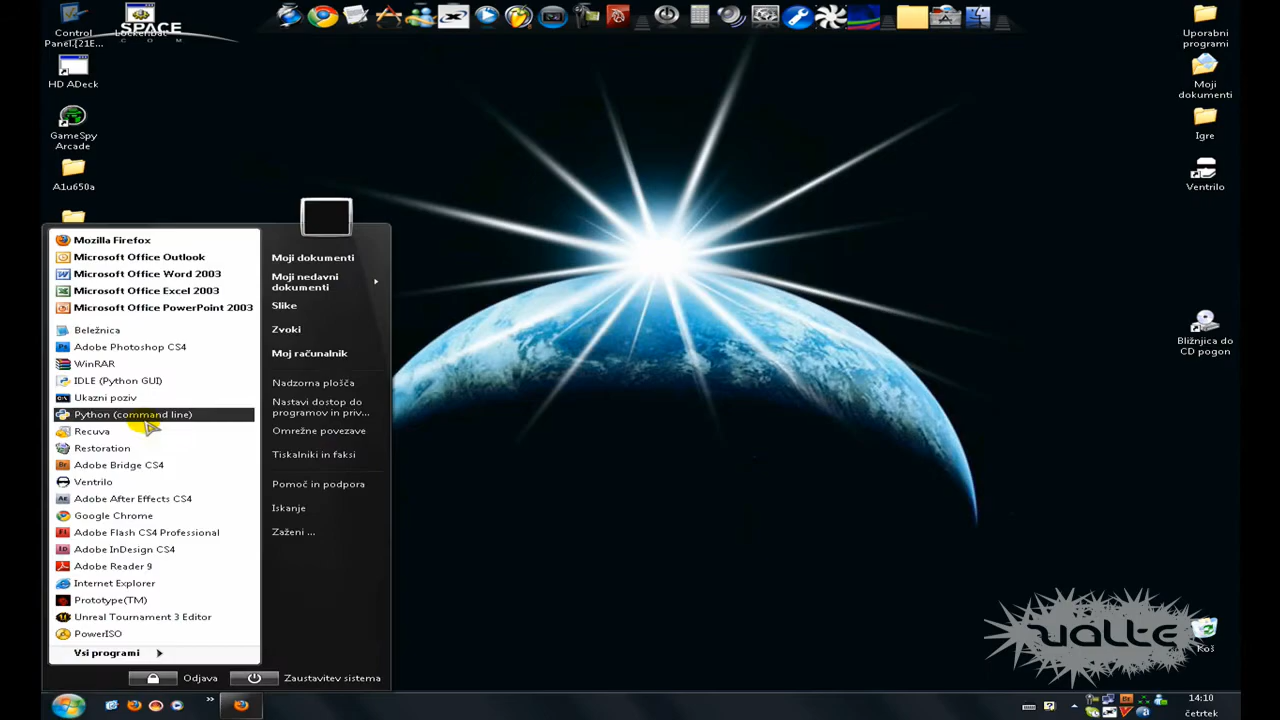 Control
Panel.[21E...
LockenBat
SPACE
C O M
HD ADeck
GameSpy
Arcade
A1u650a
Uporabni
programi
Moji
dokumenti
Igre
Ventrilo
Bližnjica do
CD pogon
Koš
Mozilla Firefox
Microsoft Office Outlook
Microsoft Office Word 2003
Microsoft Office Excel 2003
Microsoft Office PowerPoint 2003
Beležnica
Adobe Photoshop CS4
WinRAR
IDLE (Python GUI)
Ukazni poziv
Python (command line)
Recuva
Restoration
Adobe Bridge CS4
Ventrilo
Adobe After Effects CS4
Google Chrome
Adobe Flash CS4 Professional
Adobe InDesign CS4
Adobe Reader 9
Internet Explorer
Prototype(TM)
Unreal Tournament 3 Editor
PowerISO
Vsi programi
Moji dokumenti
Moji nedavni
dokumenti
Slike
Zvoki
Moj računalnik
Nadzorna plošča
Nastavi dostop do
programov in priv...
Omrežne povezave
Tiskalniki in faksi
Pomoč in podpora
Iskanje
Zaženi ...
Odjava
Zaustavitev sistema
valte
14:10
četrtek